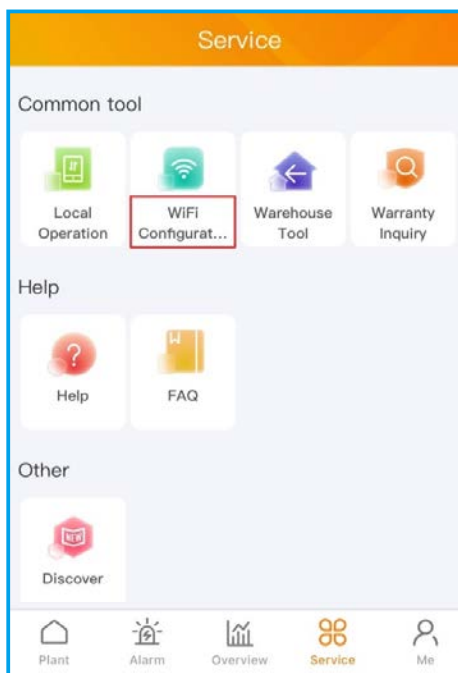 Service
Common tool
Local
Operation
WiFi
Configurat...
Warehouse
Tool
Warranty
Inquiry
Help
Help
FAQ
Other
NEW
Discover
Plant
Alarm
Overview
Service
Me